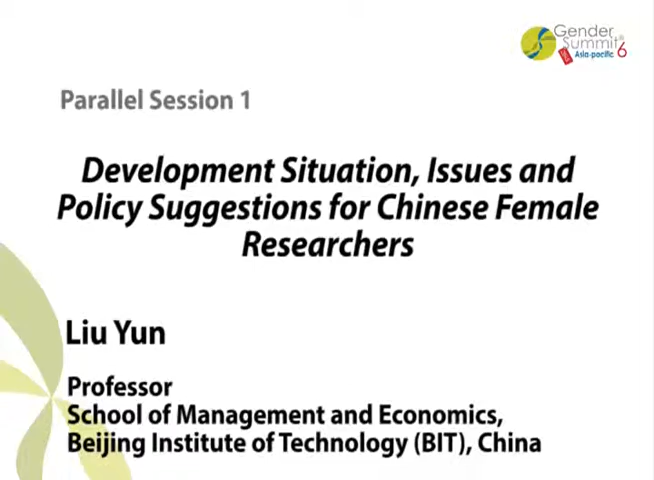 Gender
Summit 6
Asia-pacific
Parallel Session 1
Development Situation, Issues and
Policy Suggestions for Chinese Female
Researchers
Liu Yun
Professor
School of Management and Economics,
Beijing Institute of Technology (BIT), China